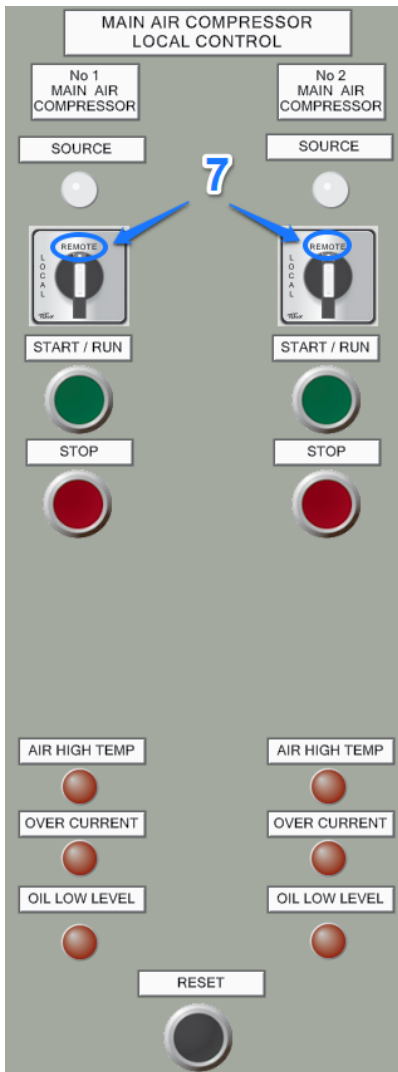 MAIN AIR COMPRESSOR
LOCAL CONTROL
No 1
MAIN AIR
COMPRESSOR
No 2
MAIN AIR
COMPRESSOR
SOURCE
SOURCE
7
REMOTE
LOCAL
REMOTE
LOCAL
START / RUN
START / RUN
STOP
STOP
AIR HIGH TEMP
AIR HIGH TEMP
OVER CURRENT
OVER CURRENT
OIL LOW LEVEL
OIL LOW LEVEL
RESET